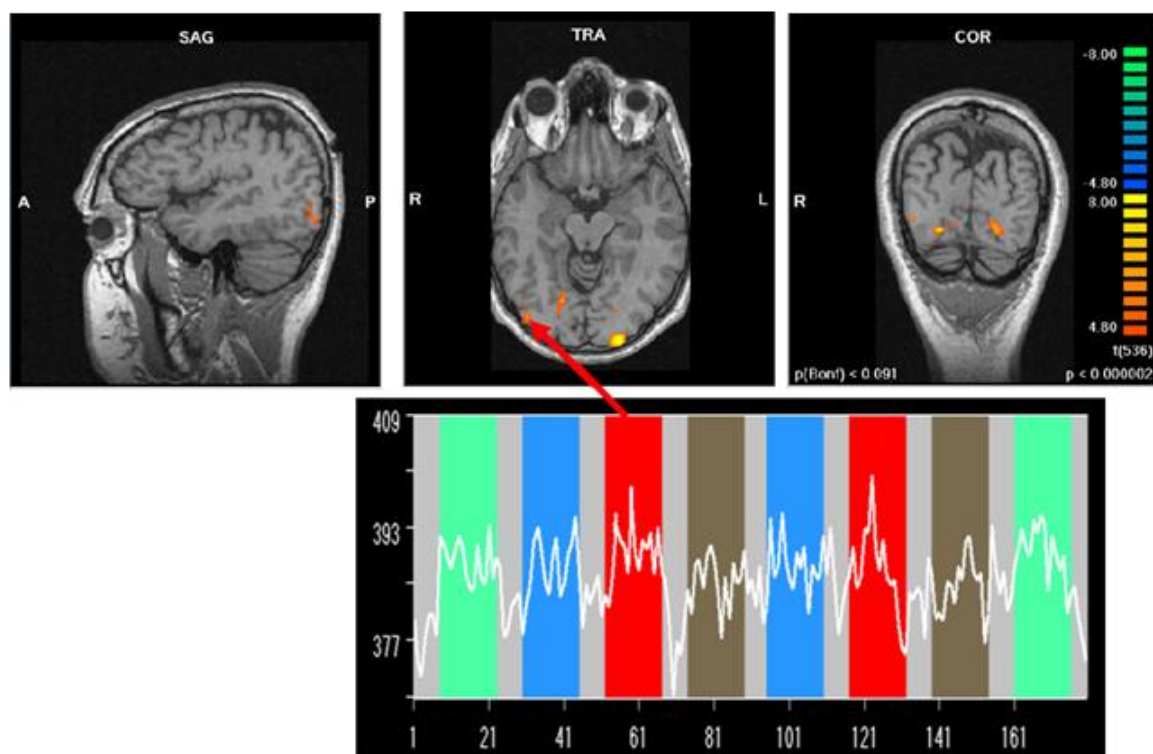 SAG
A
P
TRA
R
L
COR
R
-8.00
-4.80
8.00
4.80
t(536)
p(Bonf) < 0.091
p < 0.000002
409
393
377
1 21 41 61 81 101 121 141 161